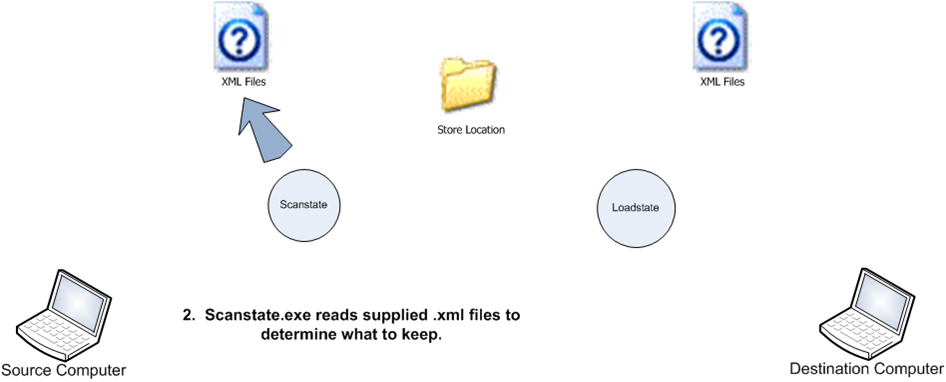 XML Files
XML Files
Store Location
Scanstate
Loadstate
2. Scanstate.exe reads supplied .xml files to
determine what to keep.
Source Computer
Destination Computer